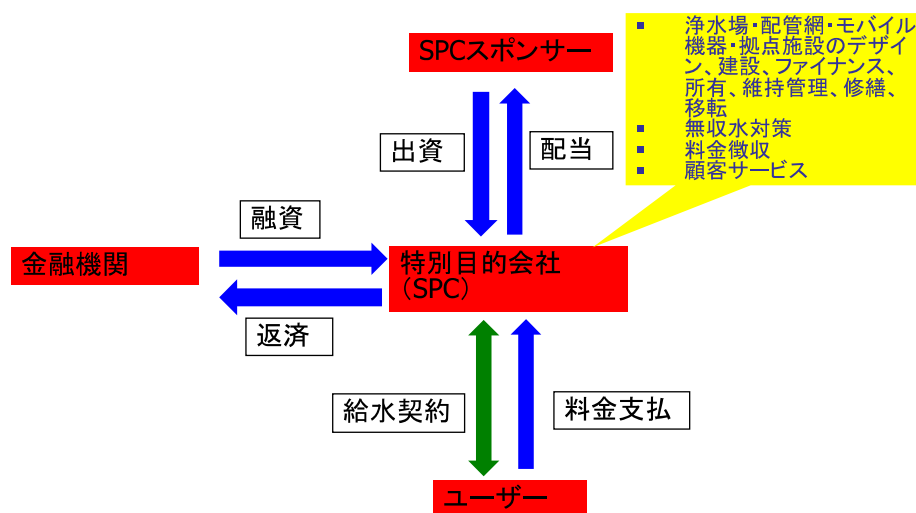 SPCスポンサー
▪ 浄水場・配管網・モバイル
機器・拠点施設のデザイ
ン、建設、ファイナンス、
所有、維持管理、修繕、
移転
▪ 無収水対策
▪ 料金徴収
▪ 顧客サービス
出資
配当
融資
金融機関
特別目的会社
（SPC）
返済
給水契約
料金支払
ユーザー